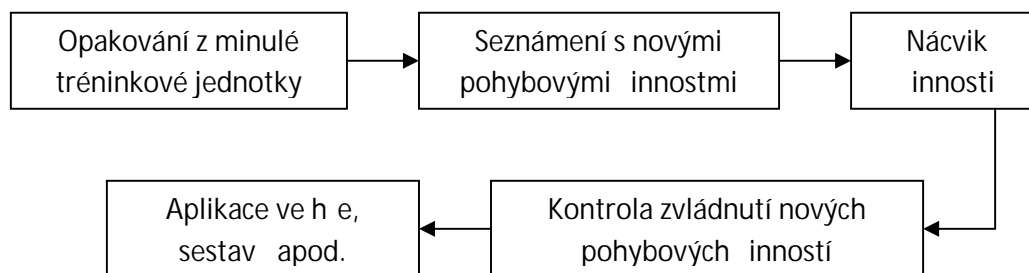 Opakování z minulé
tréninkové jednotky
Seznámení s novými
pohybovými innostmi
Nácvik
innosti
Kontrola zvládnutí nových
pohybových inností
Aplikace ve h e,
sestav apod.